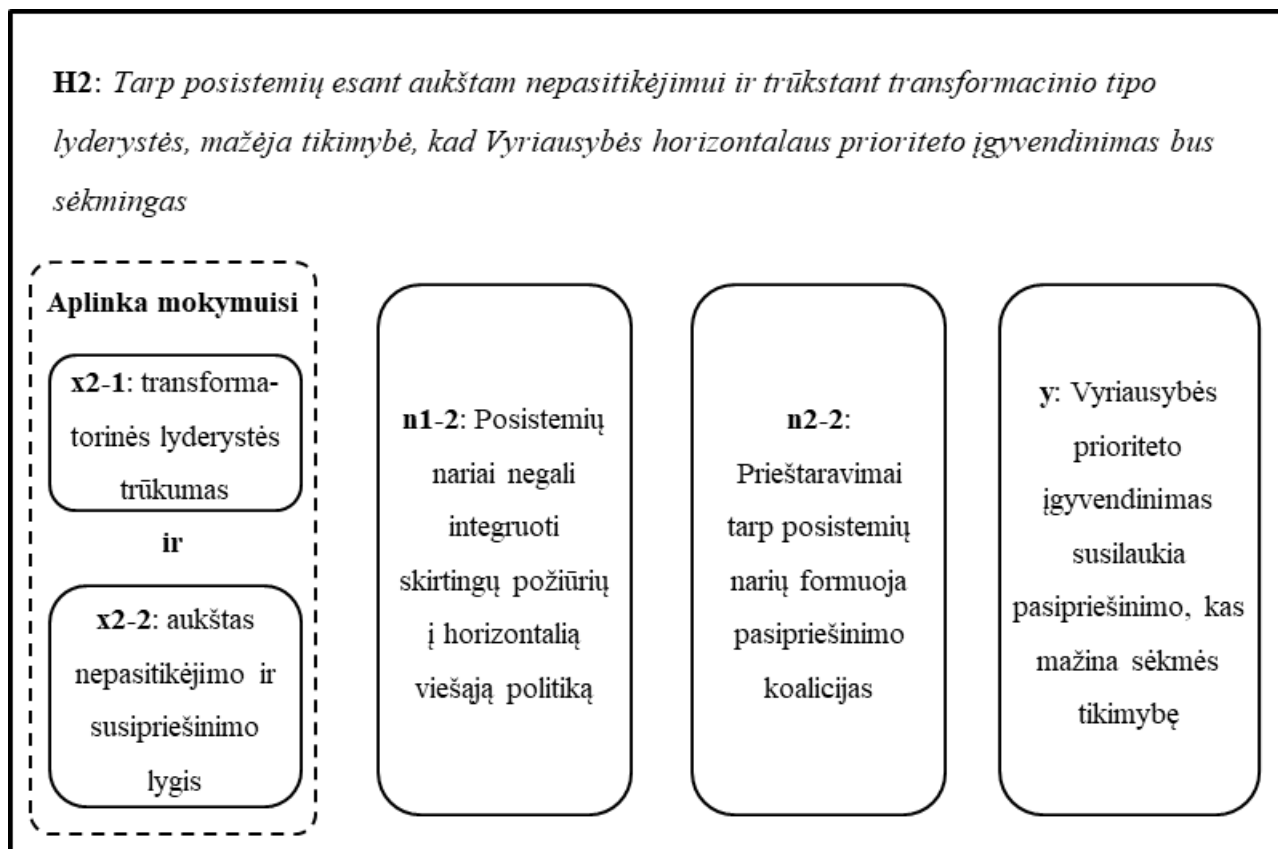 H2: Tarp posistemių esant aukštam nepasitikėjimui ir trūkstant transformacinio tipo
lyderystės, mažėja tikimybė, kad Vyriausybės horizontalaus prioriteto įgyvendinimas bus
sėkmingas
Aplinka mokymuisi
x2-1: transforma-
torinės lyderystės
trūkumas
ir
x2-2: aukštas
nepasitikėjimo ir
susipriešinimo
lygis
n1-2: Posistemių
nariai negali
integruoti
skirtingų požiūrių
į horizontalią
viešąją politiką
n2-2:
Prieštaravimai
tarp posistemių
narių formuoja
pasipriešinimo
koalicijas
y: Vyriausybės
prioriteto
įgyvendinimas
susilaukia
pasipriešinimo, kas
mažina sėkmės
tikimybę